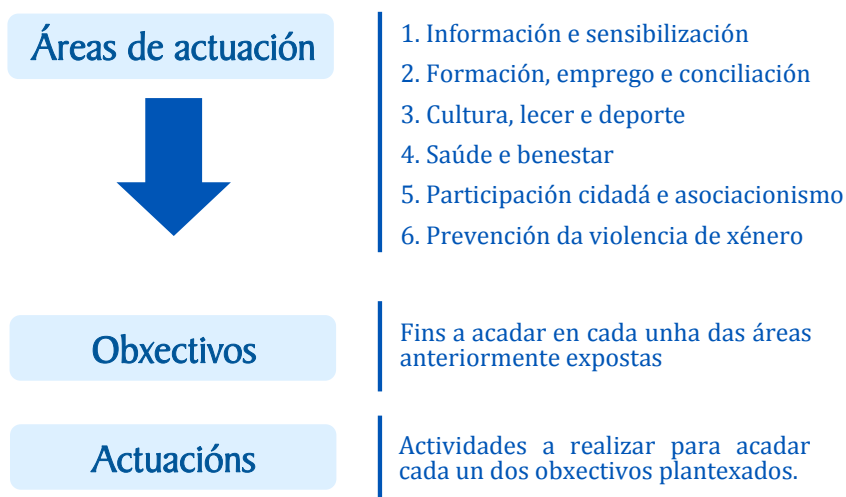 Áreas de actuación
1. Información e sensibilización
2. Formación, emprego e conciliación
3. Cultura, lecer e deporte
4. Saúde e benestar
5. Participación cidadá e asociacionismo
6. Prevención da violencia de xénero
Obxectivos
Fins a acadar en cada unha das áreas
anteriormente expostas
Actuacións
Actividades a realizar para acadar
cada un dos obxectivos plantexados.